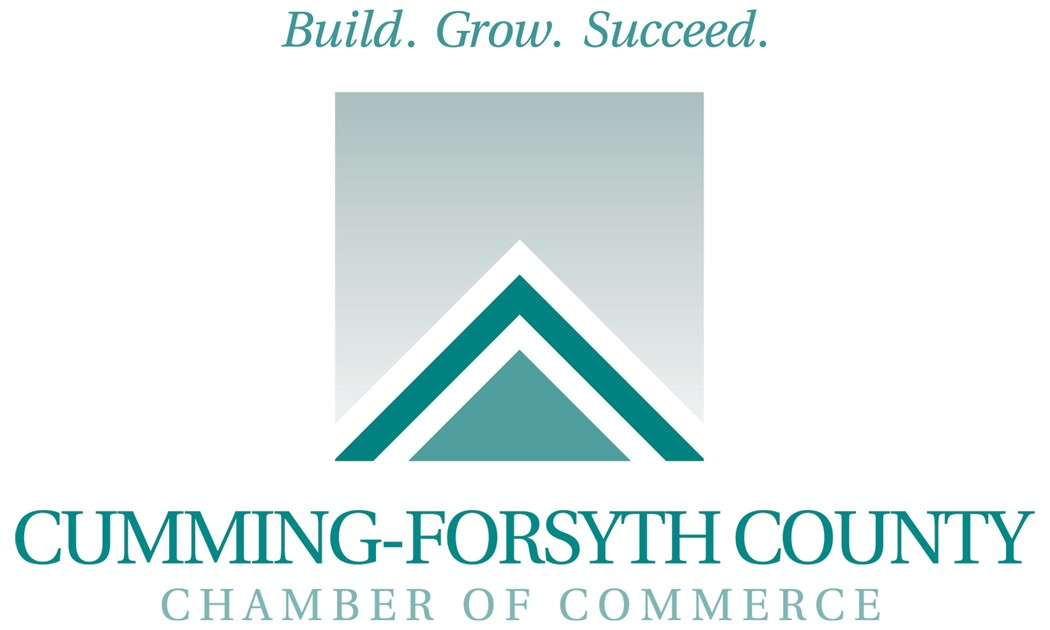 Build. Grow. Succeed.
CUMMING-FORSYTH COUNTY
CHAMBER OF COMMERCE